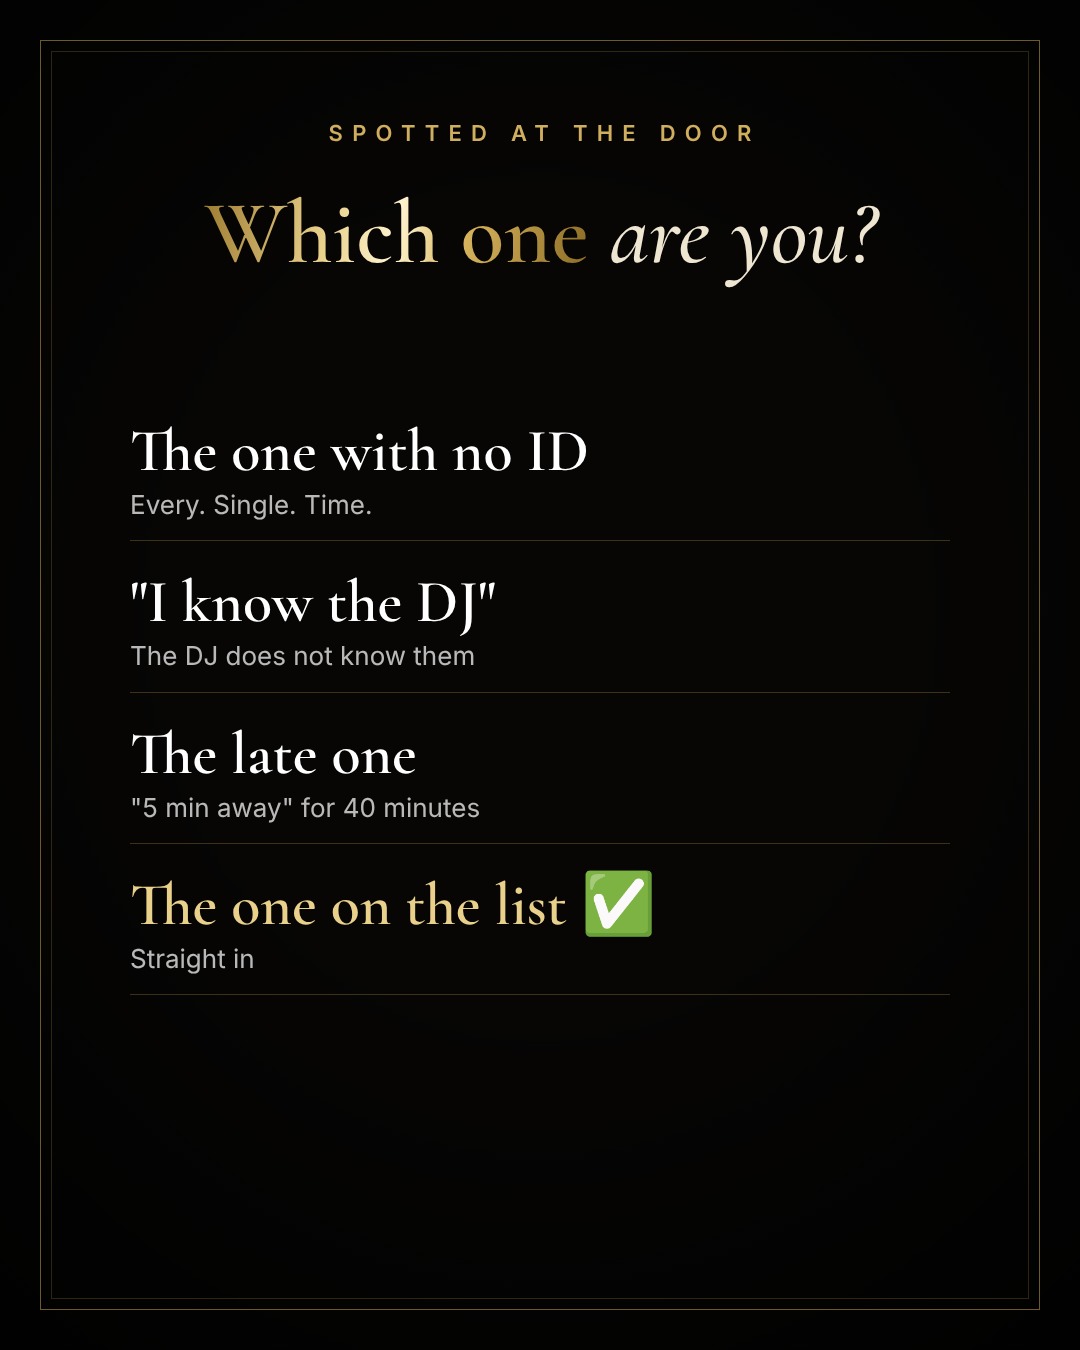 SPOTTED AT THE DOOR
Which one are you?
The one with no ID
Every. Single. Time.
"I know the DJ"
The DJ does not know them
The late one
"5 min away" for 40 minutes
The one on the list ✅
Straight in